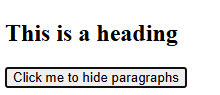 This is a heading
Click me to hide paragraphs